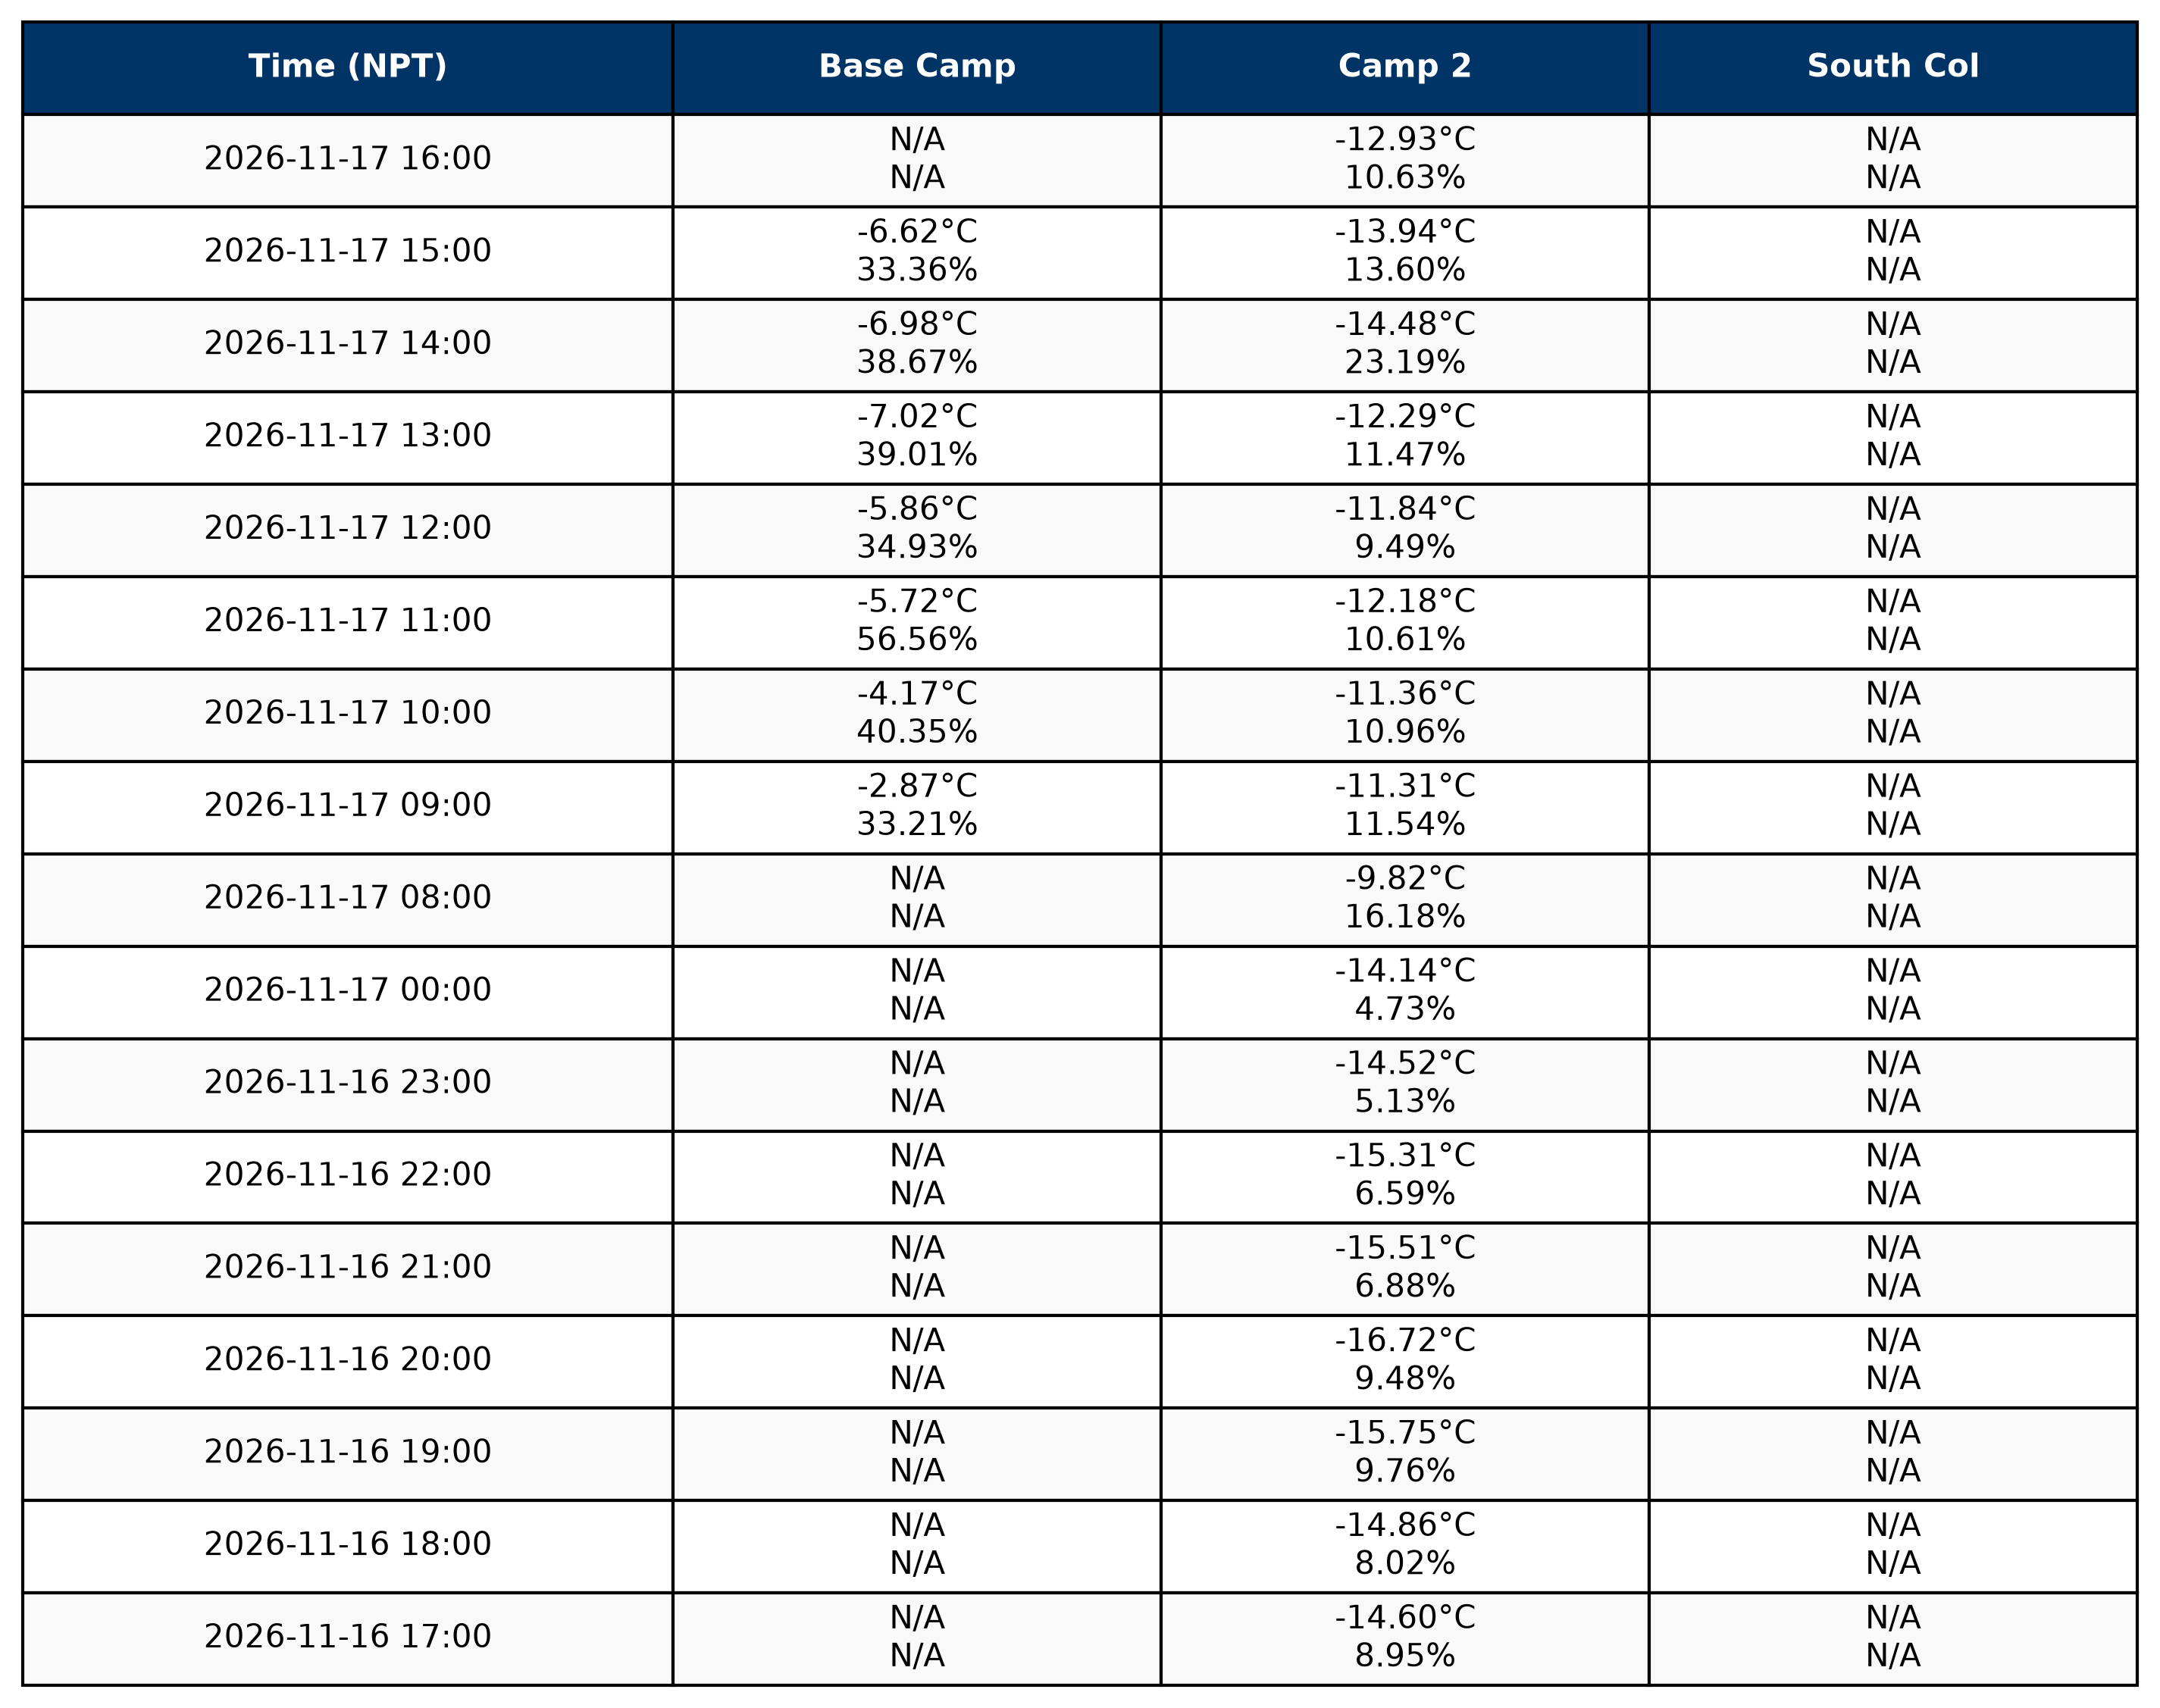 Time (NPT) Base Camp Camp 2 South Col
2026-11-17 16:00 N/A N/A -12.93°C 10.63% N/A N/A
2026-11-17 15:00 -6.62°C 33.36% -13.94°C 13.60% N/A N/A
2026-11-17 14:00 -6.98°C 38.67% -14.48°C 23.19% N/A N/A
2026-11-17 13:00 -7.02°C 39.01% -12.29°C 11.47% N/A N/A
2026-11-17 12:00 -5.86°C 34.93% -11.84°C 9.49% N/A N/A
2026-11-17 11:00 -5.72°C 56.56% -12.18°C 10.61% N/A N/A
2026-11-17 10:00 -4.17°C 40.35% -11.36°C 10.96% N/A N/A
2026-11-17 09:00 -2.87°C 33.21% -11.31°C 11.54% N/A N/A
2026-11-17 08:00 N/A N/A -9.82°C 16.18% N/A N/A
2026-11-17 00:00 N/A N/A -14.14°C 4.73% N/A N/A
2026-11-16 23:00 N/A N/A -14.52°C 5.13% N/A N/A
2026-11-16 22:00 N/A N/A -15.31°C 6.59% N/A N/A
2026-11-16 21:00 N/A N/A -15.51°C 6.88% N/A N/A
2026-11-16 20:00 N/A N/A -16.72°C 9.48% N/A N/A
2026-11-16 19:00 N/A N/A -15.75°C 9.76% N/A N/A
2026-11-16 18:00 N/A N/A -14.86°C 8.02% N/A N/A
2026-11-16 17:00 N/A N/A -14.60°C 8.95% N/A N/A